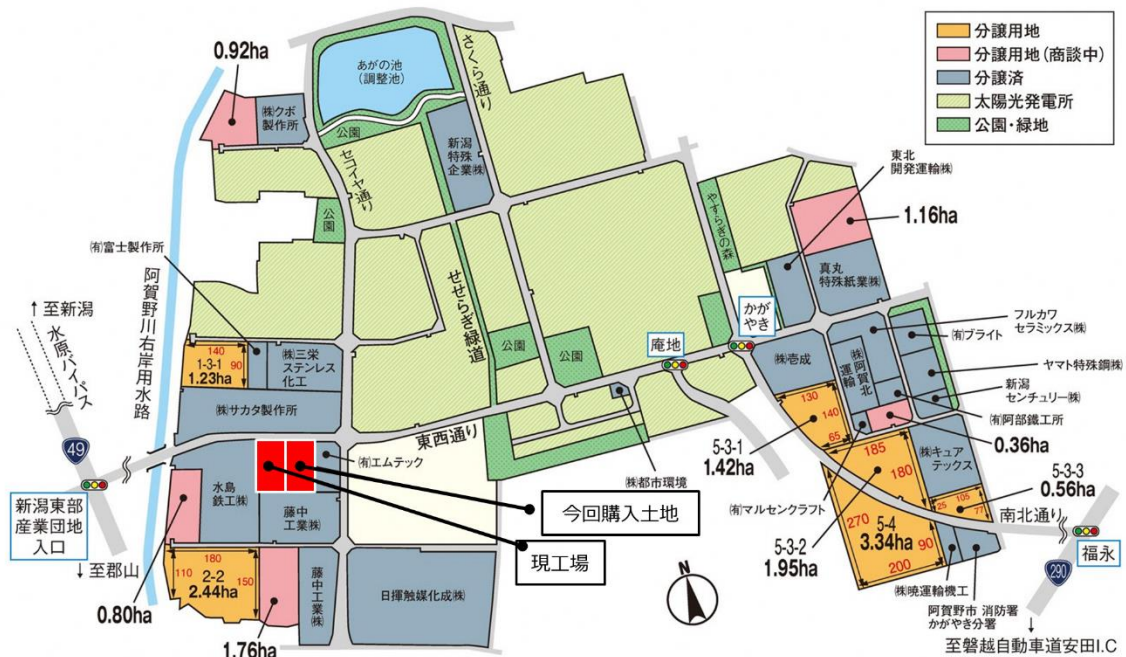 分譲用地
分譲用地(商談中)
分譲済
太陽光発電所
公園・緑地
0.92ha
㈱クボ
製作所
あがの池
(調整池)
さくら通り
公園
新潟
特殊
企業㈱
セコイヤ通り
公園
㈲富士製作所
阿賀野川右岸用水路
↑至新潟
水原バイパス
49
新潟東部
産業団地
入口
↓至郡山
140
1-3-1
90
1.23ha
㈱三栄
ステンレス
化工
㈱サカタ製作所
せせらぎ緑道
公園
公園
東西通り
㈲エムテック
水島
鉄工㈱
藤中
工業㈱
0.80ha
180
110
2-2
150
2.44ha
1.76ha
藤中工業㈱
日揮触媒化成㈱
今回購入土地
現工場
N
㈱都市環境
庵地
かが
やき
やすらぎの森
東北
開発運輸㈱
1.16ha
真丸
特殊紙業㈱
フルカワ
セラミックス㈱
㈲ブライト
ヤマト特殊鋼㈱
新潟
センチュリー㈱
㈲阿部鐵工所
0.36ha
㈱壱成
㈱阿賀北
運輸
130
140
65
5-3-1
1.42ha
㈲マルセンクラフト
185
180
5-3-2
1.95ha
270
5-4
3.34ha
90
200
㈱キュア
テックス
5-3-3
0.56ha
105
25
77
南北通り
福永
290
㈱暁運輸機工
阿賀野市 消防署
かがやき分署
至磐越自動車道安田I.C